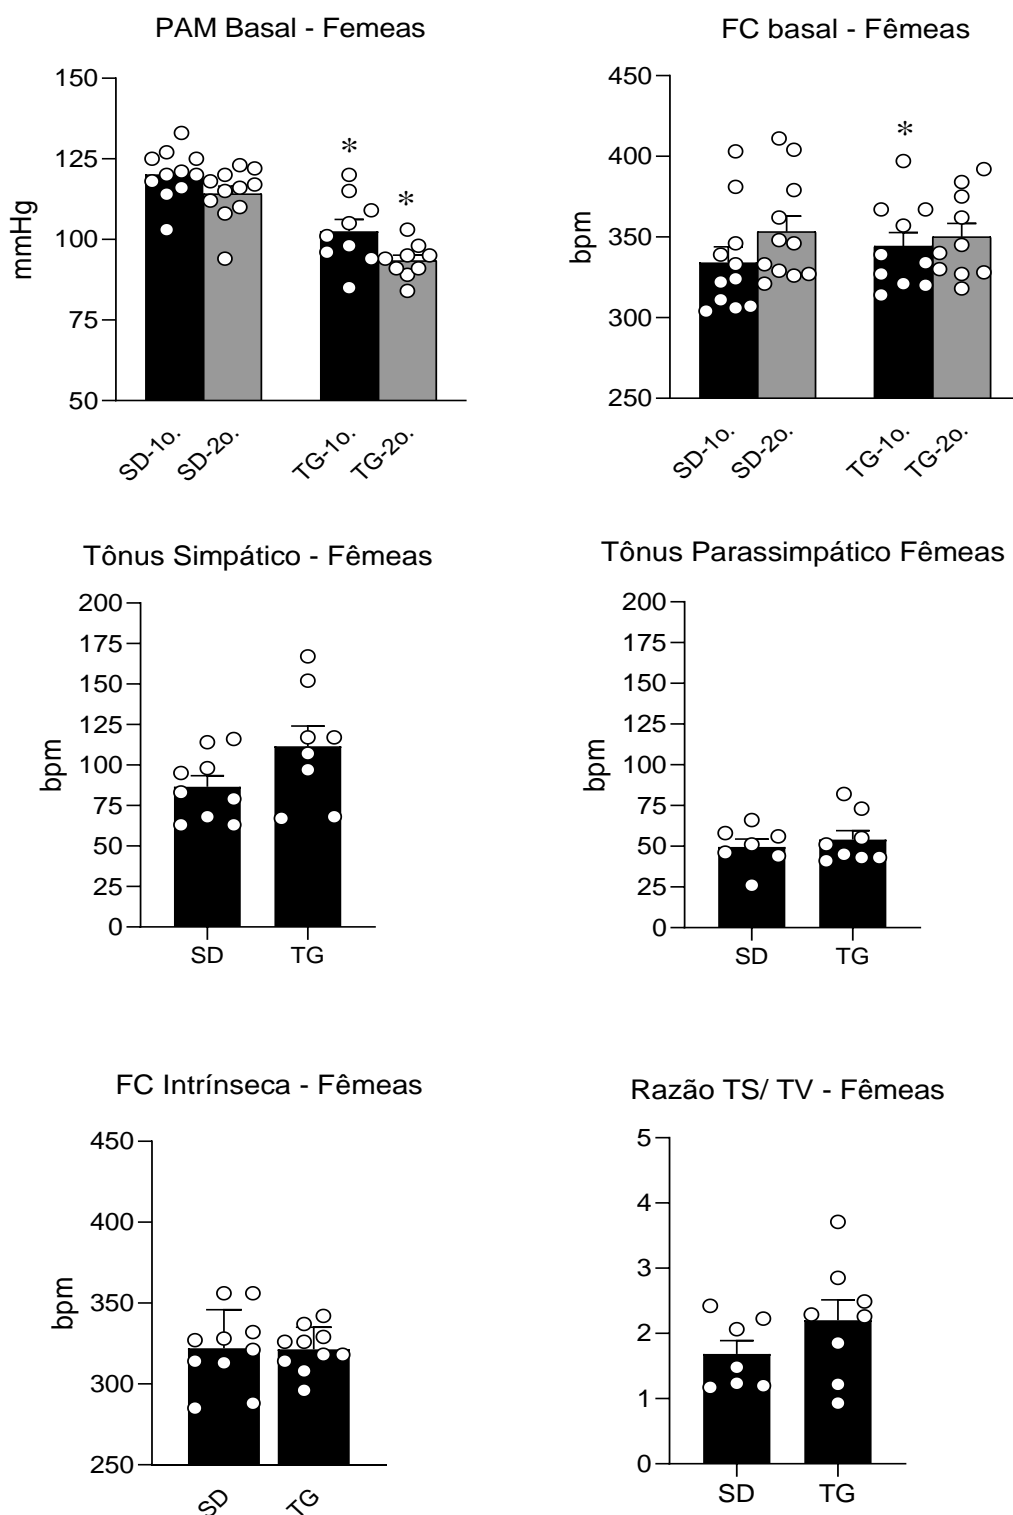 PAM Basal - Femeas
FC basal - Fêmeas
150
125
100
75
50
mmHg
*
*
SD-1o.
SD-2o.
TG-1o.
TG-2o.
450
400
350
300
250
bpm
*
SD-1o.
SD-2o.
TG-1o.
TG-2o.
Tônus Simpático - Fêmeas
Tônus Parassimpático Fêmeas
200
175
150
125
100
75
50
25
0
bpm
SD
TG
200
175
150
125
100
75
50
25
0
bpm
SD
TG
FC Intrínseca - Fêmeas
Razão TS/ TV - Fêmeas
450
400
350
300
250
bpm
SD
TG
5
4
3
2
1
0
SD
TG